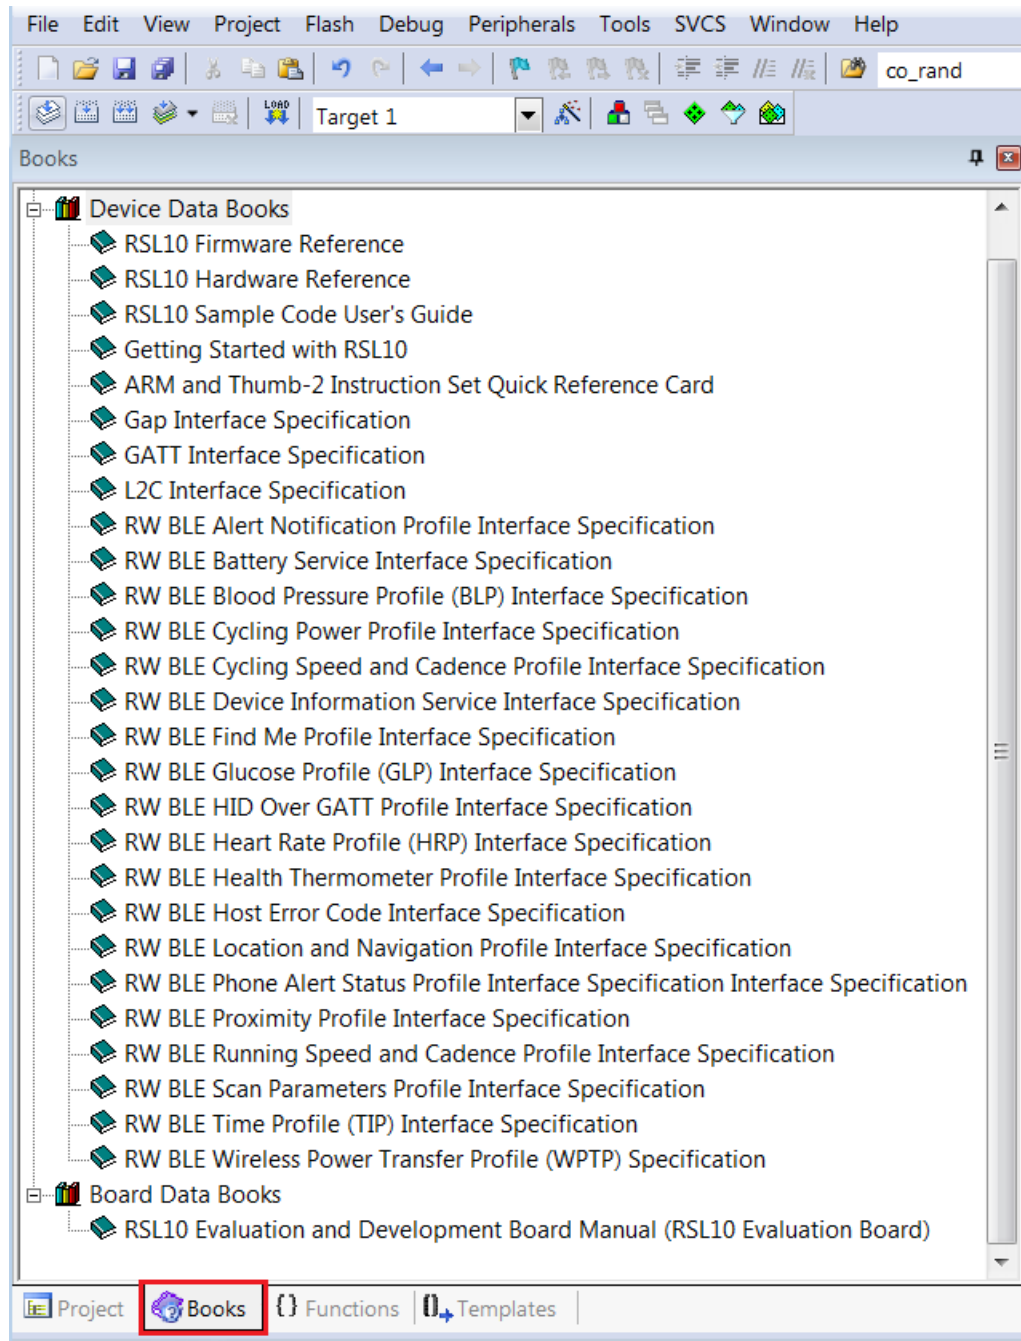 File Edit View Project Flash Debug Peripherals Tools SVCS Window Help
co_rand
LOAD
Target 1
Books
Device Data Books
RSL10 Firmware Reference
RSL10 Hardware Reference
RSL10 Sample Code User's Guide
Getting Started with RSL10
ARM and Thumb-2 Instruction Set Quick Reference Card
Gap Interface Specification
GATT Interface Specification
L2C Interface Specification
RW BLE Alert Notification Profile Interface Specification
RW BLE Battery Service Interface Specification
RW BLE Blood Pressure Profile (BLP) Interface Specification
RW BLE Cycling Power Profile Interface Specification
RW BLE Cycling Speed and Cadence Profile Interface Specification
RW BLE Device Information Service Interface Specification
RW BLE Find Me Profile Interface Specification
RW BLE Glucose Profile (GLP) Interface Specification
RW BLE HID Over GATT Profile Interface Specification
RW BLE Heart Rate Profile (HRP) Interface Specification
RW BLE Health Thermometer Profile Interface Specification
RW BLE Host Error Code Interface Specification
RW BLE Location and Navigation Profile Interface Specification
RW BLE Phone Alert Status Profile Interface Specification Interface Specification
RW BLE Proximity Profile Interface Specification
RW BLE Running Speed and Cadence Profile Interface Specification
RW BLE Scan Parameters Profile Interface Specification
RW BLE Time Profile (TIP) Interface Specification
RW BLE Wireless Power Transfer Profile (WPTP) Specification
Board Data Books
RSL10 Evaluation and Development Board Manual (RSL10 Evaluation Board)
Project Books {} Functions Templates